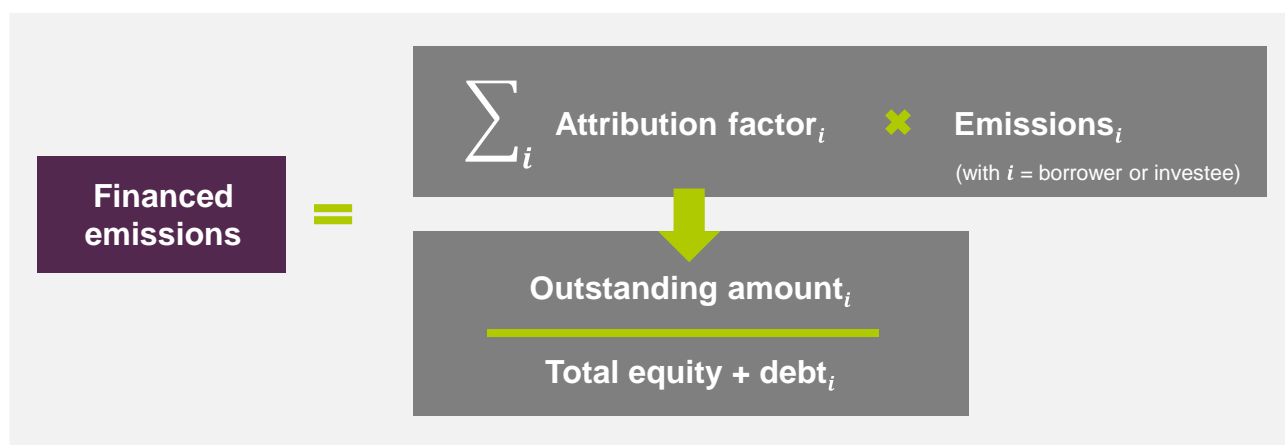 ∑i Attribution factori ✖ Emissionsi
(with i = borrower or investee)
Financed
emissions
=
Outstanding amounti
Total equity + debti